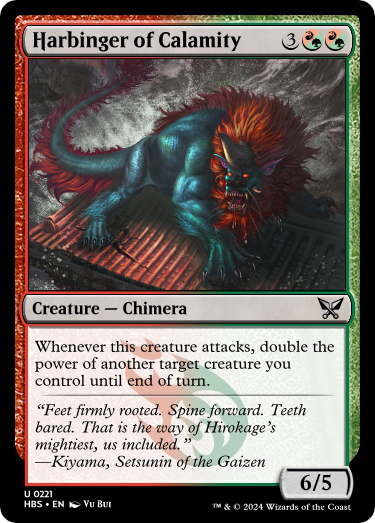 Harbinger of Calamity 3
Creature — Chimera
Whenever this creature attacks, double the
power of another target creature you
control until end of turn.
“Feet firmly rooted. Spine forward. Teeth
bared. That is the way of Hirokage’s
mightiest, us included.”
—Kiyama, Setsunin of the Gaizen
6/5
U 0221
HBS • EN Vu Bui
™ & © 2024 Wizards of the Coast